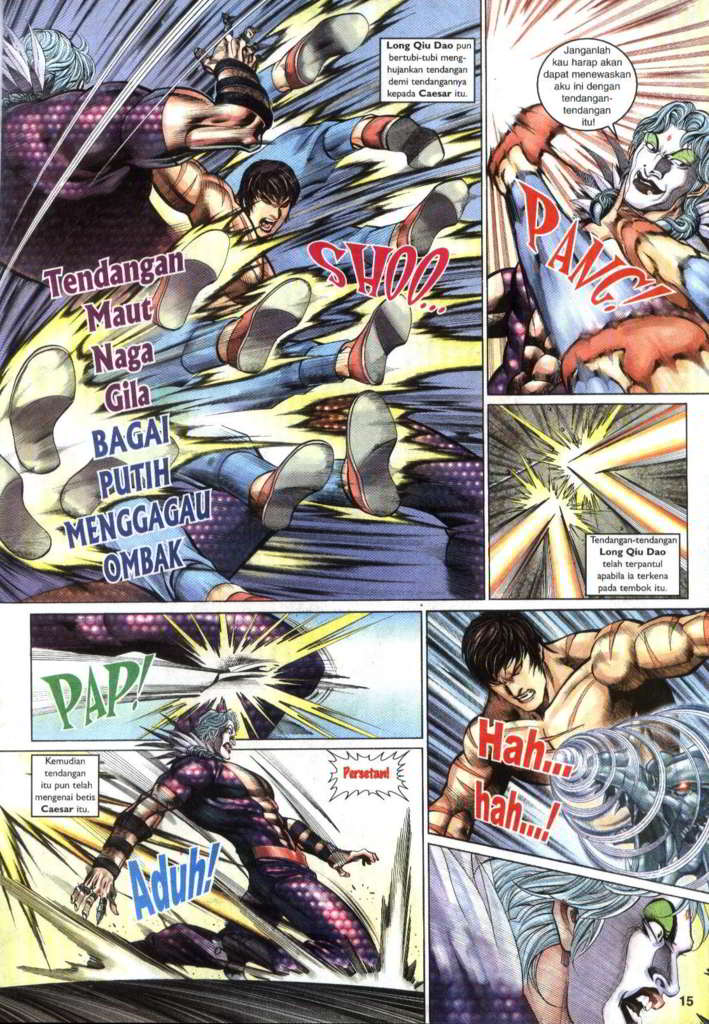 Long Qiu Dao pun
bertubi-tubi meng-
hujankan tendangan
demi tendangannya
kepada Caesar itu.
Tendangan
Maut
Naga
Gila
BAGAI
PUTIH
MENGGAGAU
OMBAK
SHOO...
Janganlah
kau harap akan
dapat menewaskan
aku ini dengan
tendangan-
tendangan
itu!
PANG!
Tendangan-tendangan
Long Qiu Dao
telah terpantul
apabila ia terkena
pada tembok itu.
PAP!
Kemudian
tendangan
itu pun telah
mengenai betis
Caesar itu.
Persetan!
Aduh!
Hah...
hah...!
15